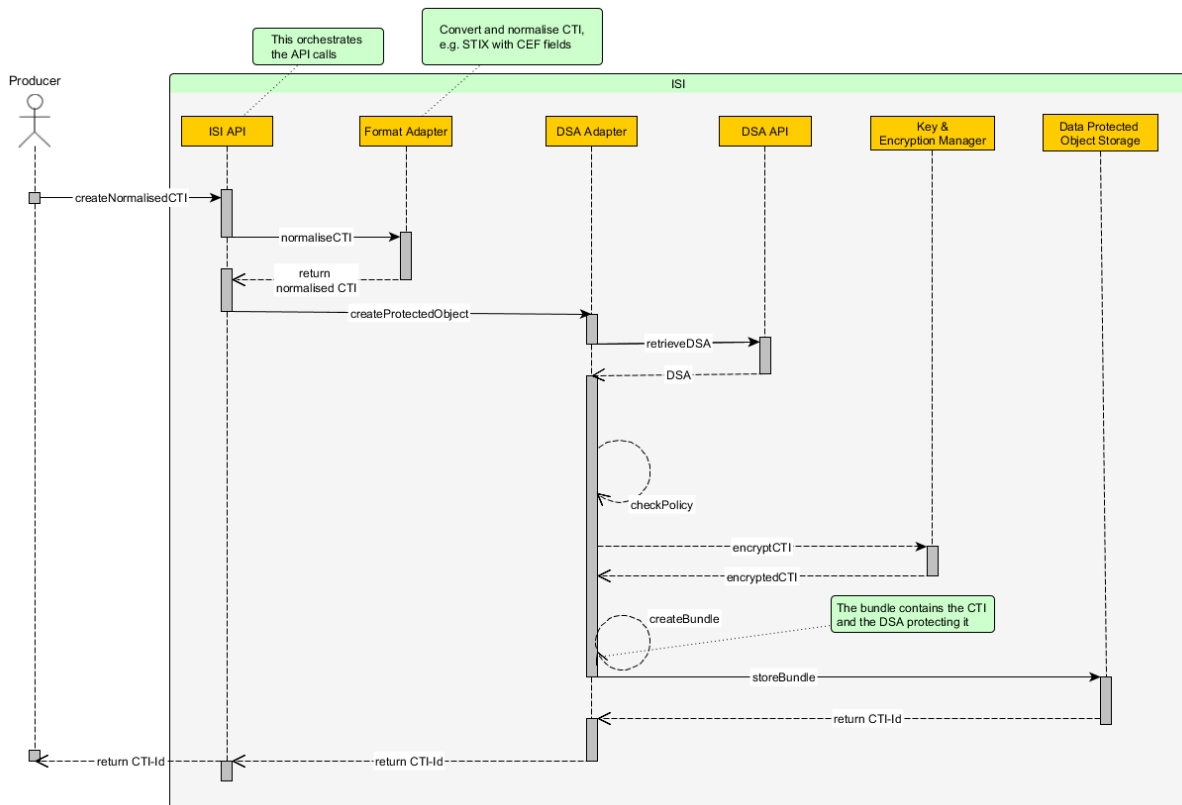 This orchestrates
the API calls
Convert and normalise CTI,
e.g. STIX with CEF fields
Producer
ISI
ISI API
Format Adapter
DSA Adapter
DSA API
Key &
Encryption Manager
Data Protected
Object Storage
createNormalisedCTI
normaliseCTI
return
normalised CTI
createProtectedObject
retrieveDSA
DSA
checkPolicy
encryptCTI
encryptedCTI
createBundle
The bundle contains the CTI
and the DSA protecting it
storeBundle
return CTI-Id
return CTI-Id
return CTI-Id